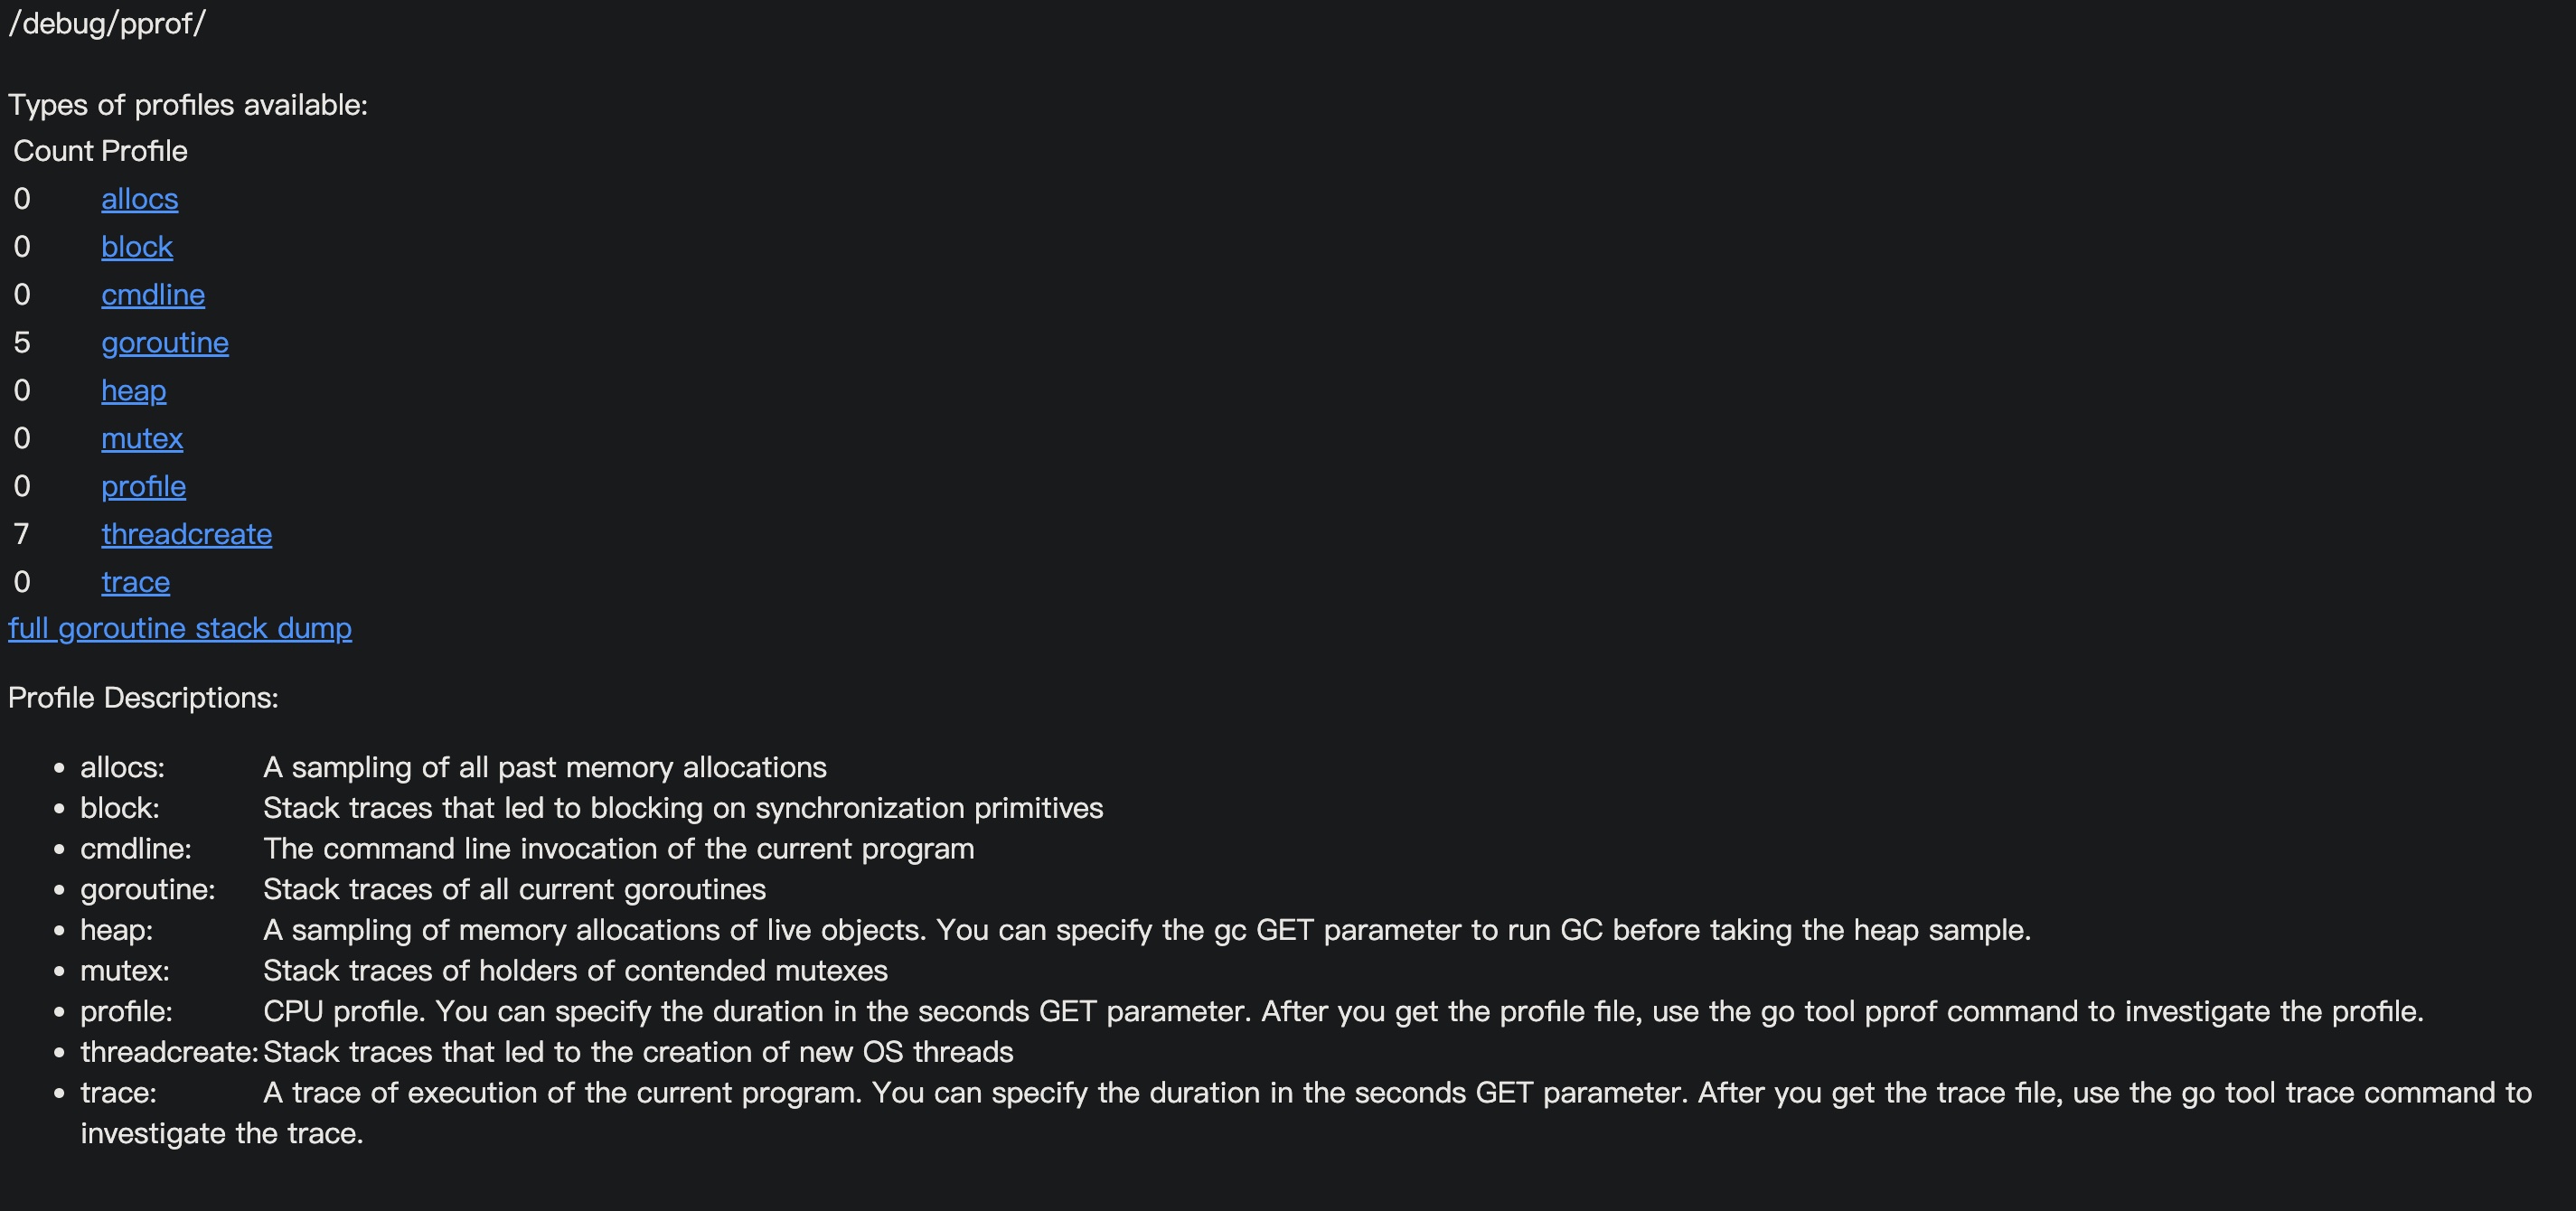 /debug/pprof/
Types of profiles available:
Count Profile
0 allocs
0 block
0 cmdline
5 goroutine
0 heap
0 mutex
0 profile
7 threadcreate
0 trace
full goroutine stack dump
Profile Descriptions:
• allocs: A sampling of all past memory allocations
• block: Stack traces that led to blocking on synchronization primitives
• cmdline: The command line invocation of the current program
• goroutine: Stack traces of all current goroutines
• heap: A sampling of memory allocations of live objects. You can specify the gc GET parameter to run GC before taking the heap sample.
• mutex: Stack traces of holders of contended mutexes
• profile: CPU profile. You can specify the duration in the seconds GET parameter. After you get the profile file, use the go tool pprof command to investigate the profile.
• threadcreate: Stack traces that led to the creation of new OS threads
• trace: A trace of execution of the current program. You can specify the duration in the seconds GET parameter. After you get the trace file, use the go tool trace command to
investigate the trace.